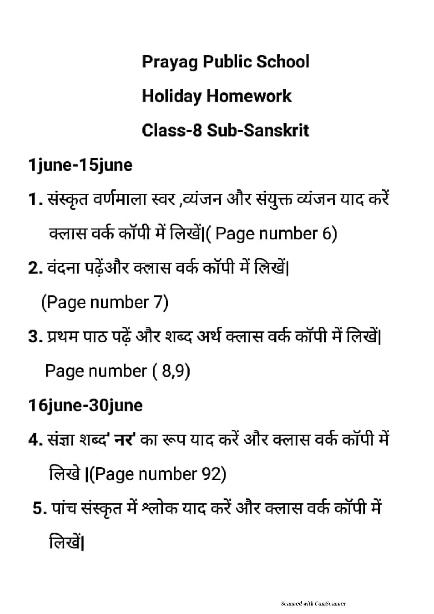 Prayag Public School
Holiday Homework
Class-8 Sub-Sanskrit
1june-15june
1. संस्कृत वर्णमाला स्वर ,व्यंजन और संयुक्त व्यंजन याद करें
क्लास वर्क कॉपी में लिखें|( Page number 6)
2. वंदना पढ़ेंऔर क्लास वर्क कॉपी में लिखें|
(Page number 7)
3. प्रथम पाठ पढ़ें और शब्द अर्थ क्लास वर्क कॉपी में लिखें|
Page number ( 8,9)
16june-30june
4. संज्ञा शब्द' नर' का रूप याद करें और क्लास वर्क कॉपी में
लिखे |(Page number 92)
5. पांच संस्कृत में श्लोक याद करें और क्लास वर्क कॉपी में
लिखें|
Scanned with CamScanner